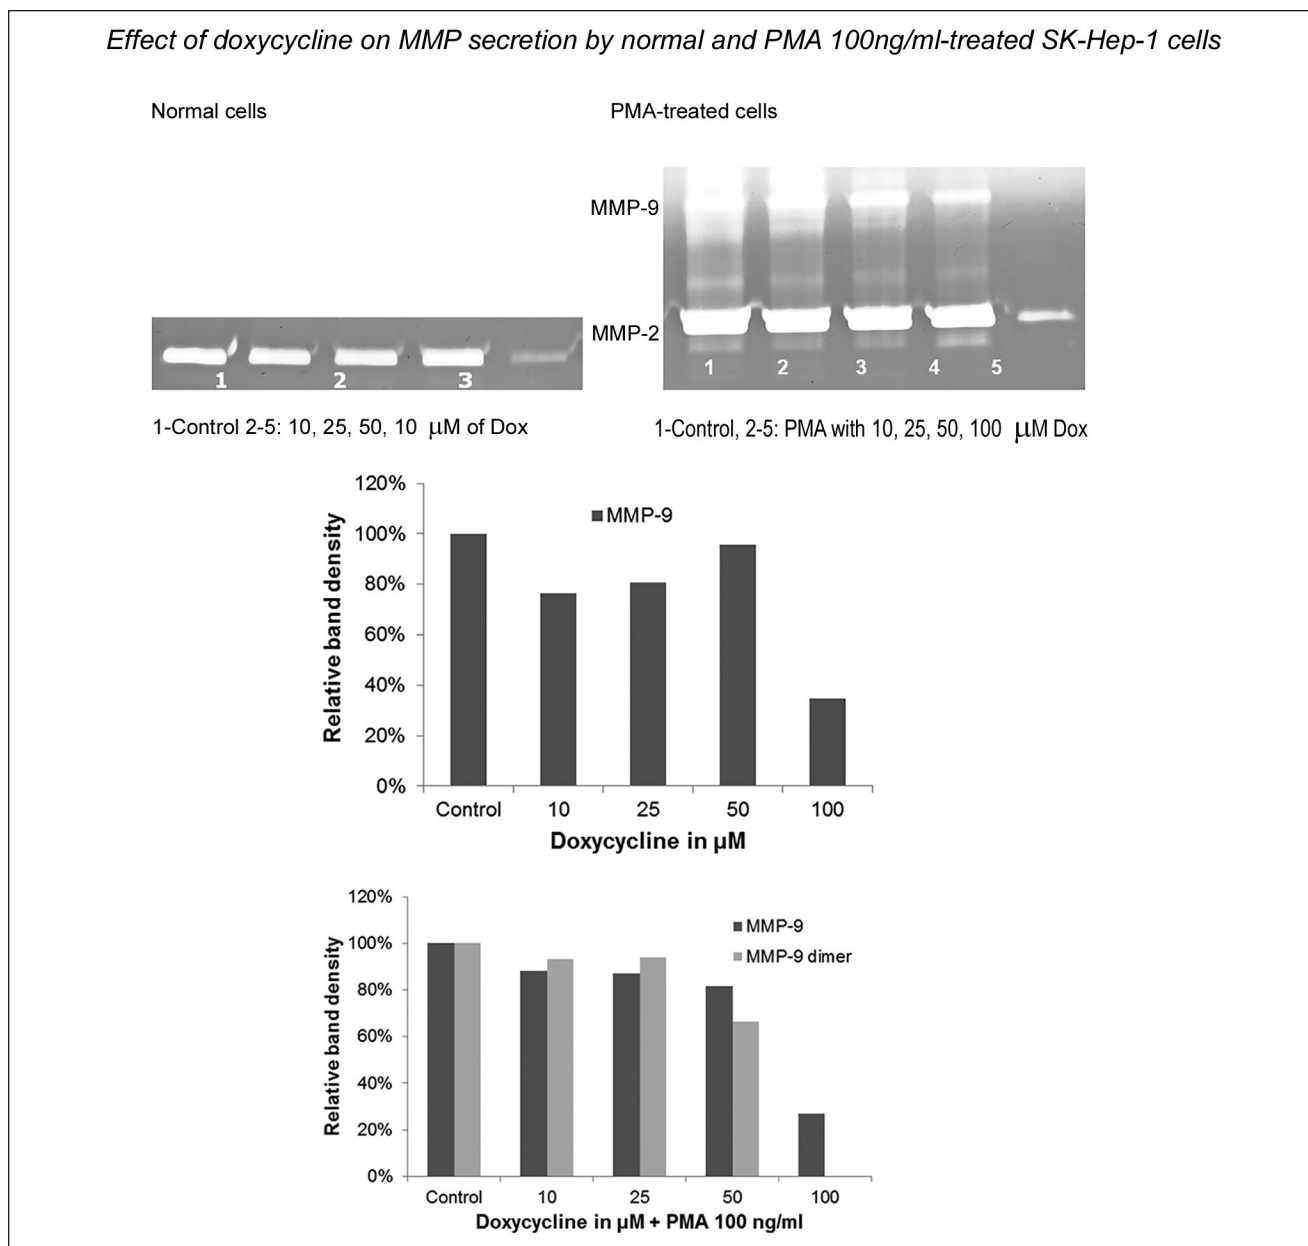 Effect of doxycycline on MMP secretion by normal and PMA 100ng/ml-treated SK-Hep-1 cells
Normal cells
PMA-treated cells
MMP-9
MMP-2
1 2 3
1 2 3 4 5
1-Control 2-5: 10, 25, 50, 10 μM of Dox
1-Control, 2-5: PMA with 10, 25, 50, 100 μM Dox
Relative band density
120%
100%
80%
60%
40%
20%
0%
MMP-9
Control 10 25 50 100
Doxycycline in μM
Relative band density
120%
100%
80%
60%
40%
20%
0%
MMP-9
MMP-9 dimer
Control 10 25 50 100
Doxycycline in μM + PMA 100 ng/ml